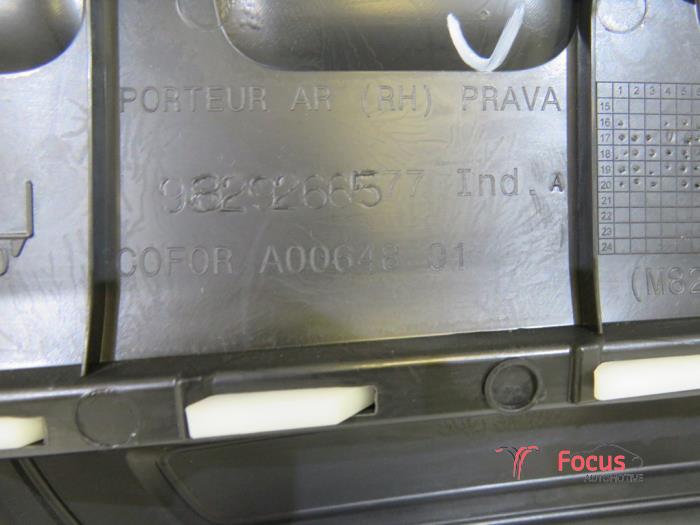 PORTEUR AR (RH) PRAVA
9829266577 Ind. A
COFOR A00648 01
1 2 3 4 5
15
16
17
18
19
20
21
22
23
24
(M82
Focus
AUTOMOTIVE